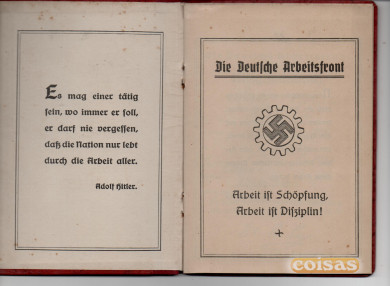 Es mag einer tätig
sein, wo immer er soll,
er darf nie vergessen,
daß die Nation nur lebt
durch die Arbeit aller.
Adolf Hitler.
Die Deutsche Arbeitsfront
Arbeit ist Schöpfung,
Arbeit ist Disziplin!
coisas